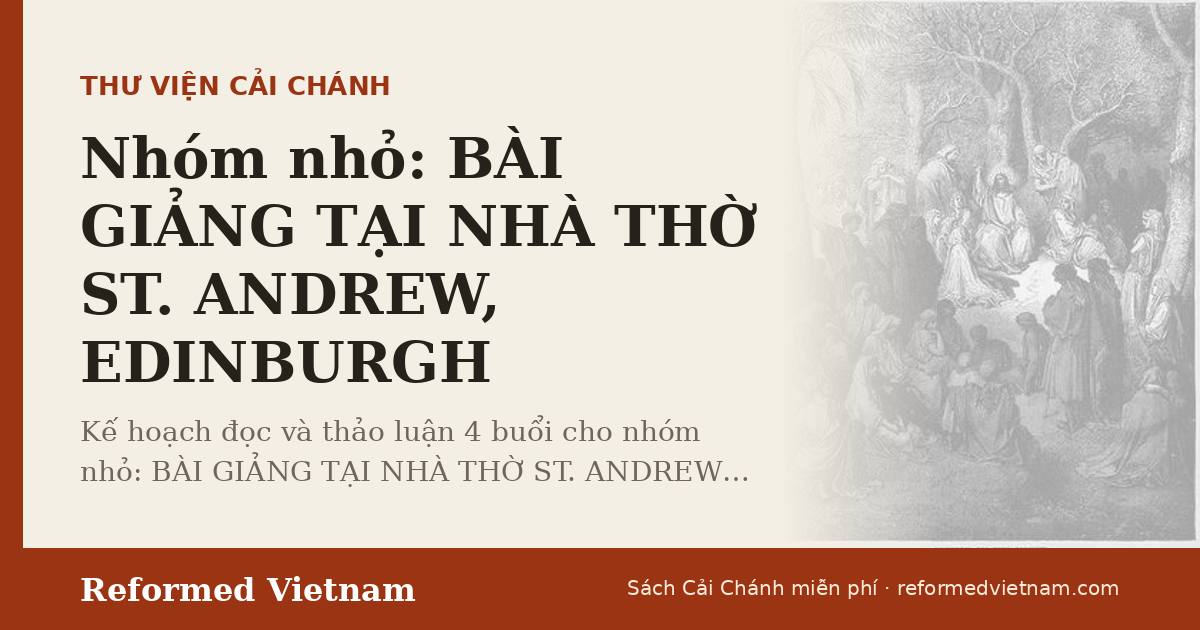 THƯ VIỆN CẢI CHÁNH
Nhóm nhỏ: BÀI
GIẢNG TẠI NHÀ THỜ
ST. ANDREW,
EDINBURGH
Kế hoạch đọc và thảo luận 4 buổi cho nhóm
nhỏ: BÀI GIẢNG TẠI NHÀ THỜ ST. ANDREW...
Reformed Vietnam
Sách Cải Chánh miễn phí · reformedvietnam.com